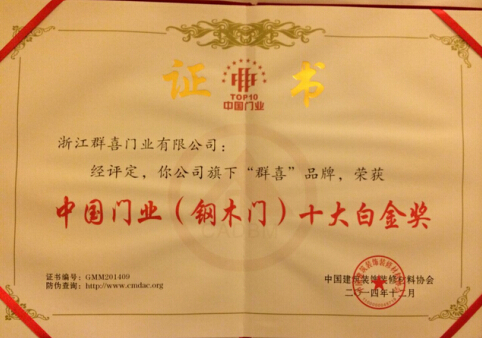 证书
TOP10
中国门业
浙江群喜门业有限公司：
经评定，你公司旗下“群喜”品牌，荣获
中国门业（钢木门）十大白金奖
证书编号：GMM201409
防伪查询：http://www.cmdac.org
中国建筑装饰装修材料协会
二〇一四年十二月